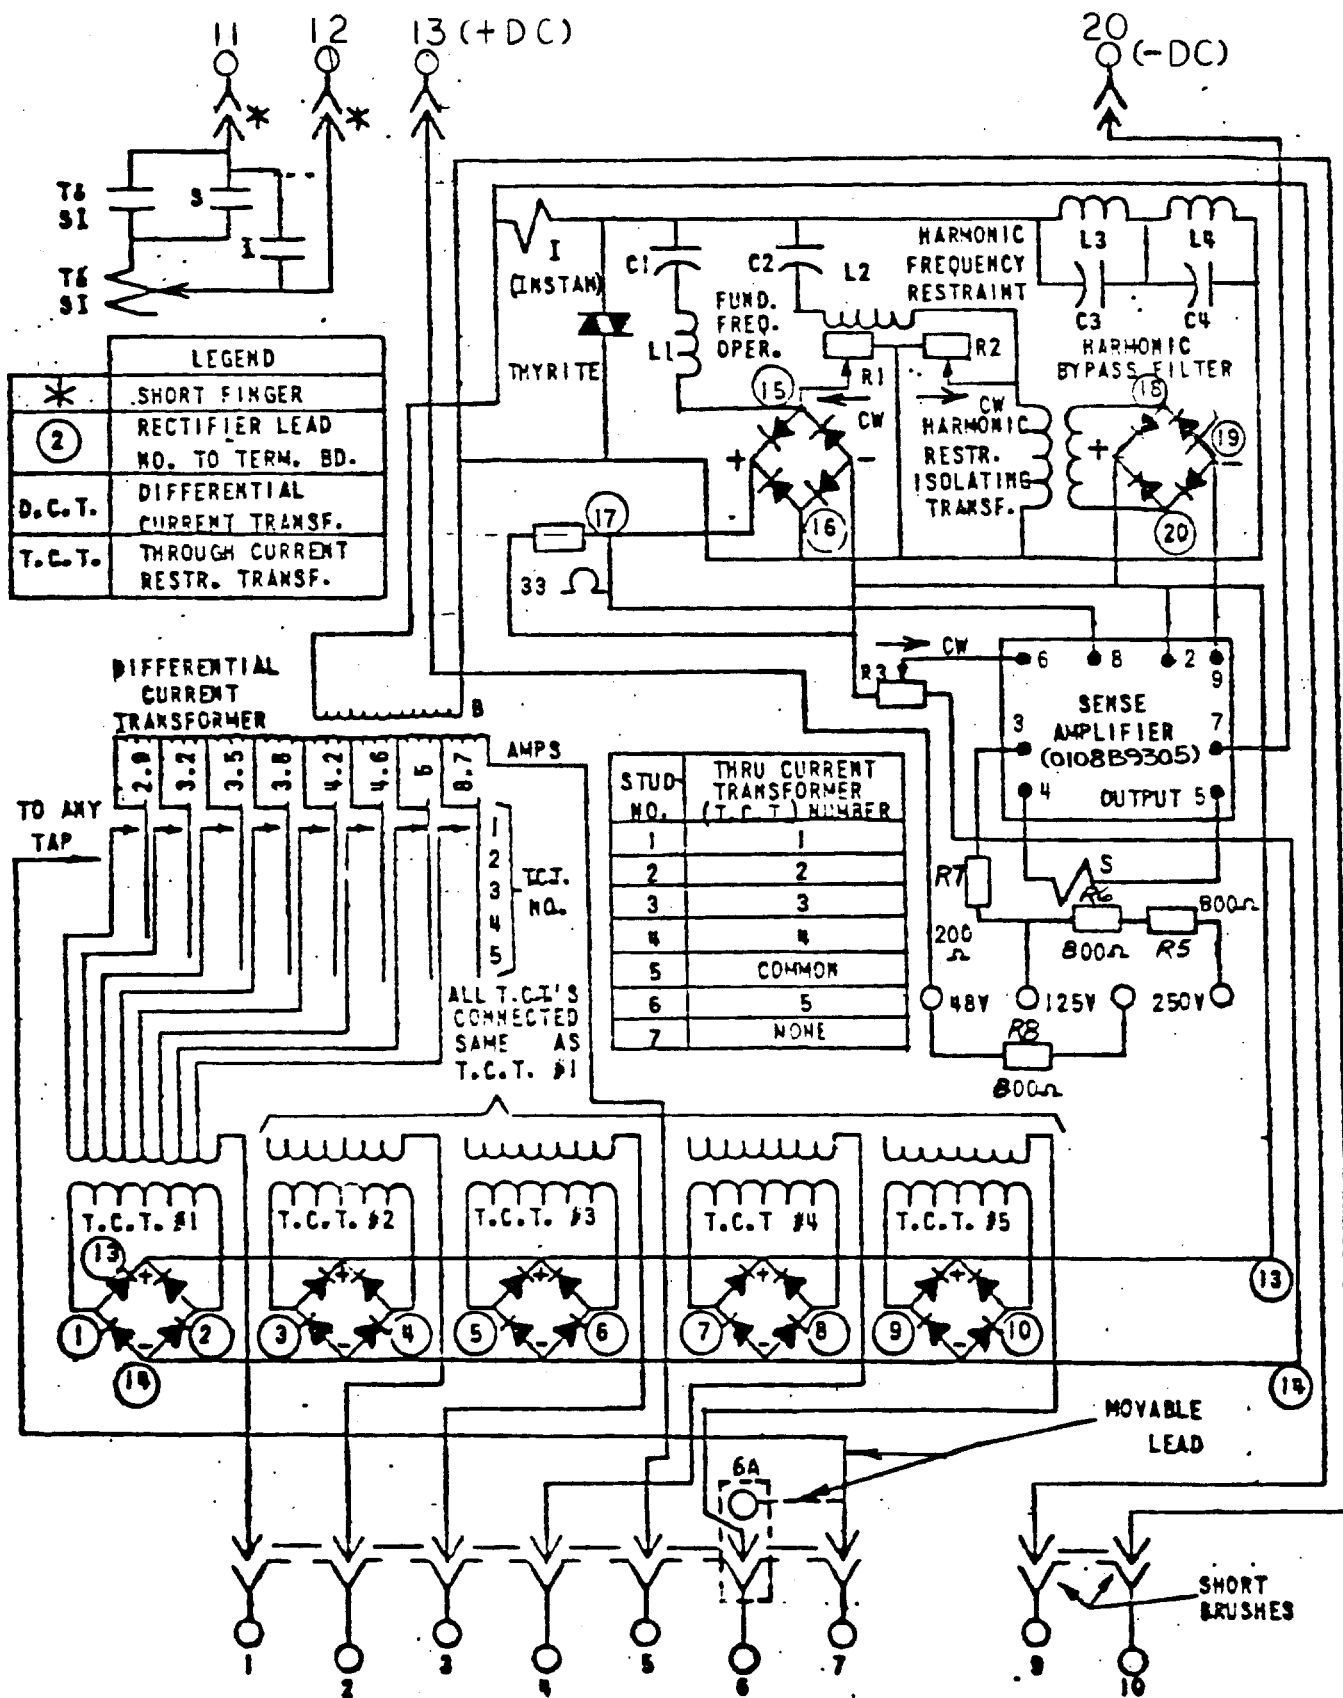 11
12
13 (+DC)
20 (-DC)
*
*
T&
SI
S
I
T&
SI
I
(INSTAN)
THYRITE
C1
L1
C2
L2
FUND.
FREQ.
OPER.
HARMONIC
FREQUENCY
RESTRAINT
L3
L4
C3
C4
HARMONIC
BYPASS FILTER
R1
R2
CW
CW
HARMONIC
RESTR.
ISOLATING
TRANSF.
15
+
-
16
17
18
+
19
-
20
33 Ω
LEGEND
* SHORT FINGER
2 RECTIFIER LEAD
NO. TO TERM. BD.
D.C.T. DIFFERENTIAL
CURRENT TRANSF.
T.C.T. THROUGH CURRENT
RESTR. TRANSF.
CW
R3
6 8 2 9
SENSE
3 AMPLIFIER 7
(0108B9305)
4 OUTPUT 5
DIFFERENTIAL
CURRENT
TRANSFORMER
B
AMPS
2.9 3.2 3.5 3.8 4.2 4.6 5 8.7
TO ANY
TAP
1
2
3
4
5
T.C.T.
NO.
ALL T.C.T.'S
CONNECTED
SAME AS
T.C.T. #1
STUD NO. THRU CURRENT TRANSFORMER (T.C.T.) NUMBER
1 1
2 2
3 3
4 4
5 COMMON
6 5
7 NONE
R7
200
Ω
S
R6
800Ω
R5
800Ω
48V 125V 250V
R8
800Ω
T.C.T. #1 T.C.T. #2 T.C.T. #3 T.C.T #4 T.C.T. #5
13
+ + + + +
13
1 - 2 3 - 4 5 - 6 7 - 8 9 - 10
14
14
MOVABLE
LEAD
6A
SHORT
BRUSHES
1 2 3 4 5 6 7 9 10